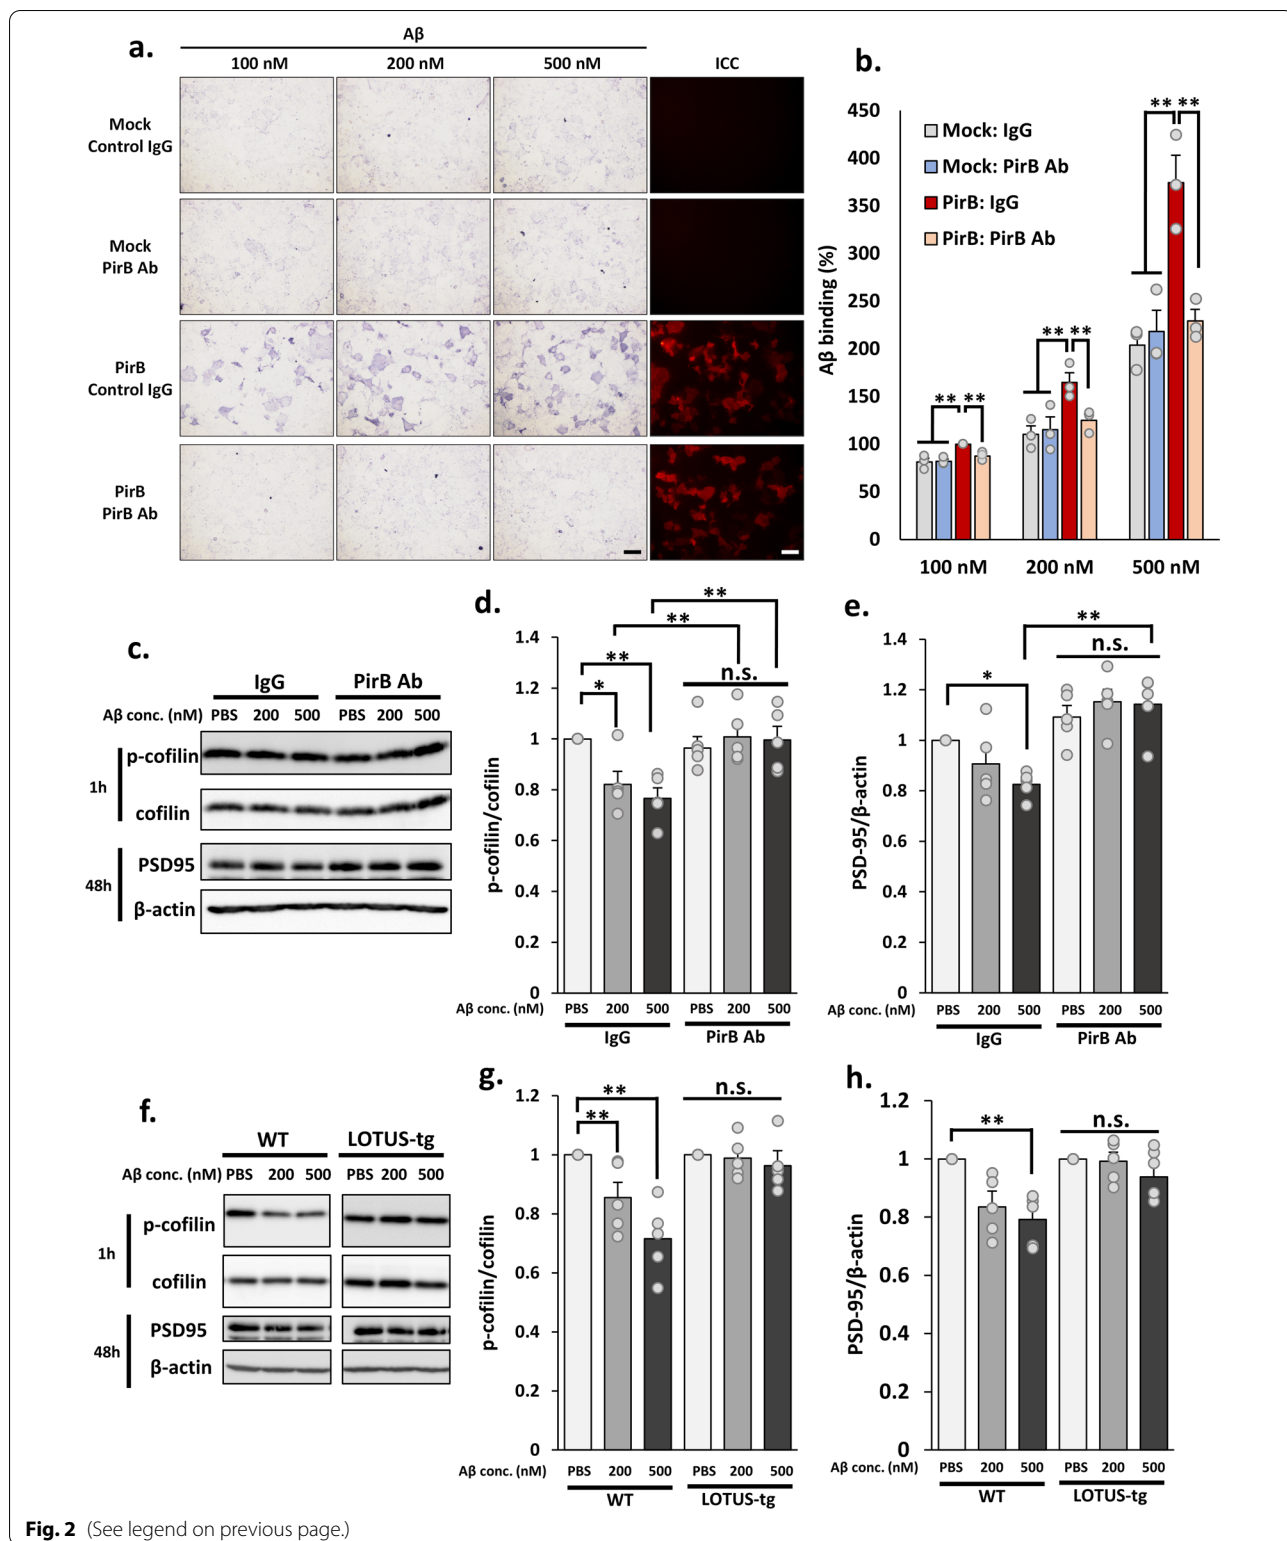 a.
Aβ
100 nM 200 nM 500 nM ICC
Mock
Control IgG
Mock
PirB Ab
PirB
Control IgG
PirB
PirB Ab
b.
Aβ binding (%)
450
400
350
300
250
200
150
100
50
0
Mock: IgG
Mock: PirB Ab
PirB: IgG
PirB: PirB Ab
** **
** **
** **
100 nM 200 nM 500 nM
c.
IgG PirB Ab
Aβ conc. (nM) PBS 200 500 PBS 200 500
1h
p-cofilin
cofilin
48h
PSD95
β-actin
d.
p-cofilin/cofilin
1.4
1.2
1
0.8
0.6
0.4
0.2
0
**
**
**
*
n.s.
Aβ conc. (nM) PBS 200 500 PBS 200 500
IgG PirB Ab
e.
PSD-95/β-actin
1.4
1.2
1
0.8
0.6
0.4
0.2
0
**
*
n.s.
Aβ conc. (nM) PBS 200 500 PBS 200 500
IgG PirB Ab
f.
WT LOTUS-tg
Aβ conc. (nM) PBS 200 500 PBS 200 500
1h
p-cofilin
cofilin
48h
PSD95
β-actin
g.
p-cofilin/cofilin
1.2
1
0.8
0.6
0.4
0.2
0
**
**
n.s.
Aβ conc. (nM) PBS 200 500 PBS 200 500
WT LOTUS-tg
h.
PSD-95/β-actin
1.2
1
0.8
0.6
0.4
0.2
0
**
n.s.
Aβ conc. (nM) PBS 200 500 PBS 200 500
WT LOTUS-tg
Fig. 2 (See legend on previous page.)